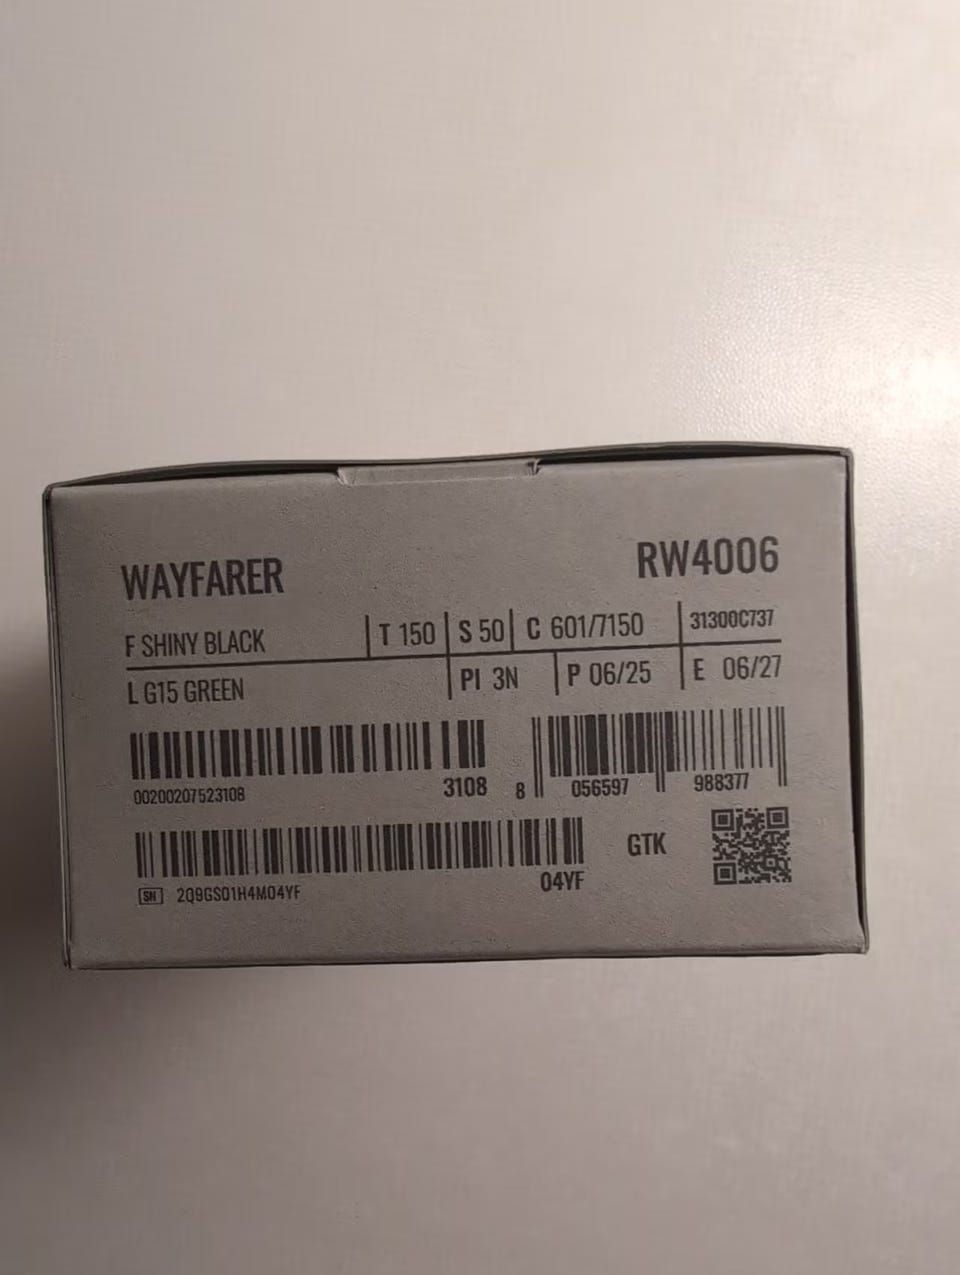 WAYFARER RW4006
F SHINY BLACK T 150 S 50 C 601/7150 31300C737
L G15 GREEN PI 3N P 06/25 E 06/27
00200207523108 3108 8 056597 988377
GTK
04YF
SN 2Q9GS01H4M04YF